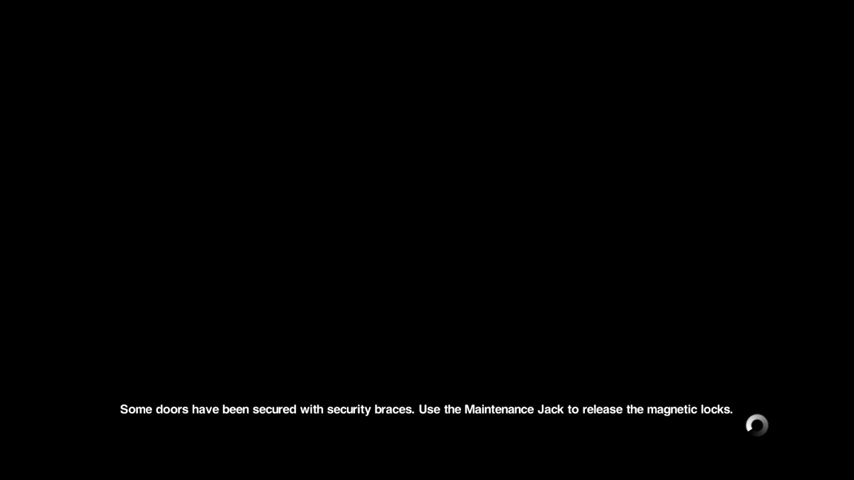 Some doors have been secured with security braces. Use the Maintenance Jack to release the magnetic locks.